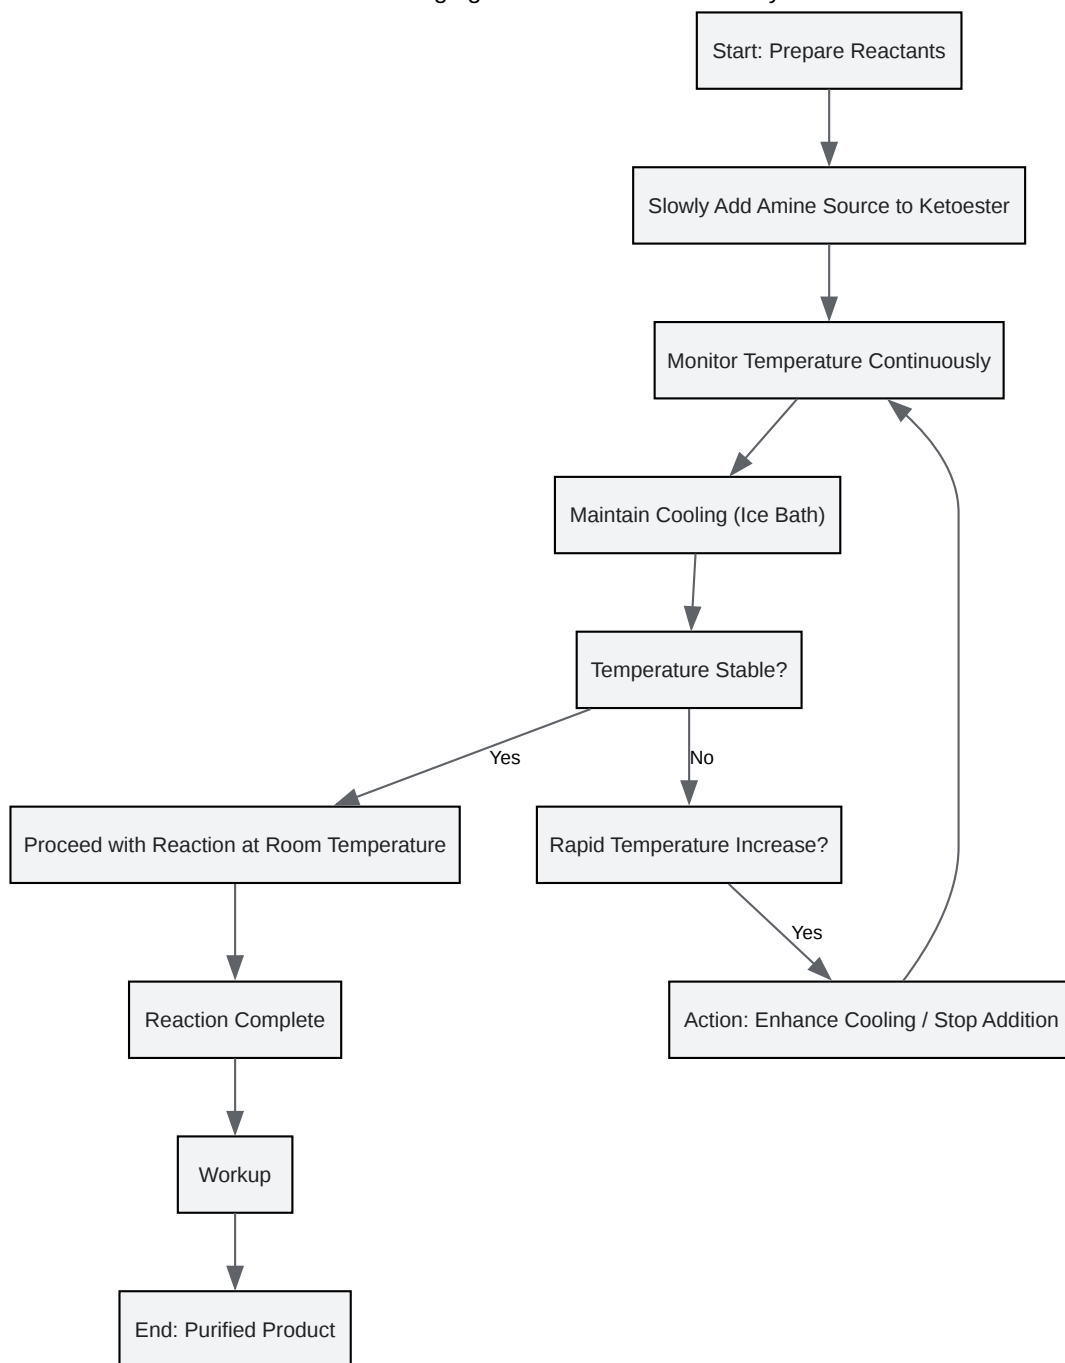 Start: Prepare Reactants
Slowly Add Amine Source to Ketoester
Monitor Temperature Continuously
Maintain Cooling (Ice Bath)
Temperature Stable?
Yes
No
Proceed with Reaction at Room Temperature
Rapid Temperature Increase?
Yes
Reaction Complete
Action: Enhance Cooling / Stop Addition
Workup
End: Purified Product